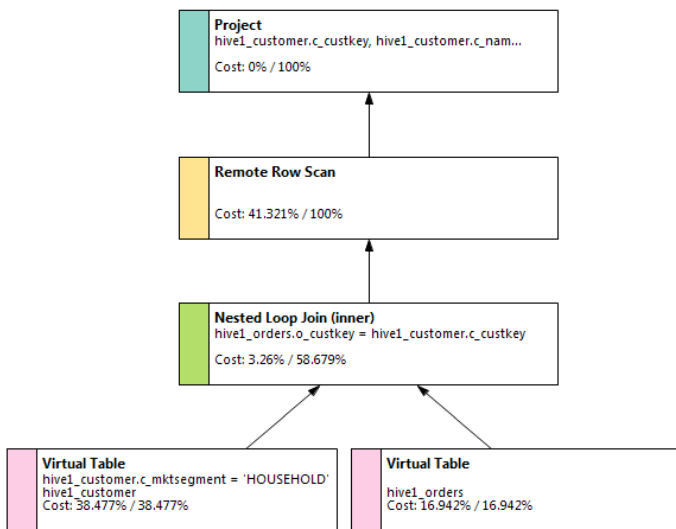 Project
hive1_customer.c_custkey, hive1_customer.c_nam...
Cost: 0% / 100%
Remote Row Scan
Cost: 41.321% / 100%
Nested Loop Join (inner)
hive1_orders.o_custkey = hive1_customer.c_custkey
Cost: 3.26% / 58.679%
Virtual Table
hive1_customer.c_mktsegment = 'HOUSEHOLD'
hive1_customer
Cost: 38.477% / 38.477%
Virtual Table
hive1_orders
Cost: 16.942% / 16.942%